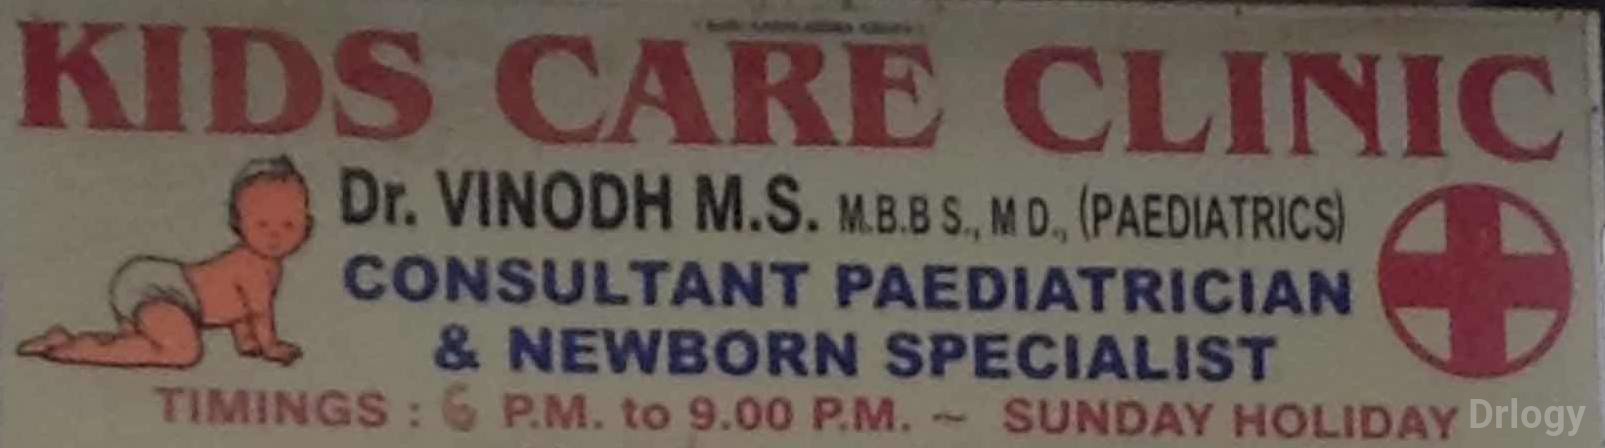 KIDS CARE CLINIC
Dr. VINODH M.S. M.B.B S., M D., (PAEDIATRICS)
CONSULTANT PAEDIATRICIAN
& NEWBORN SPECIALIST
TIMINGS : 6 P.M. to 9.00 P.M. ~ SUNDAY HOLIDAY
Drlogy